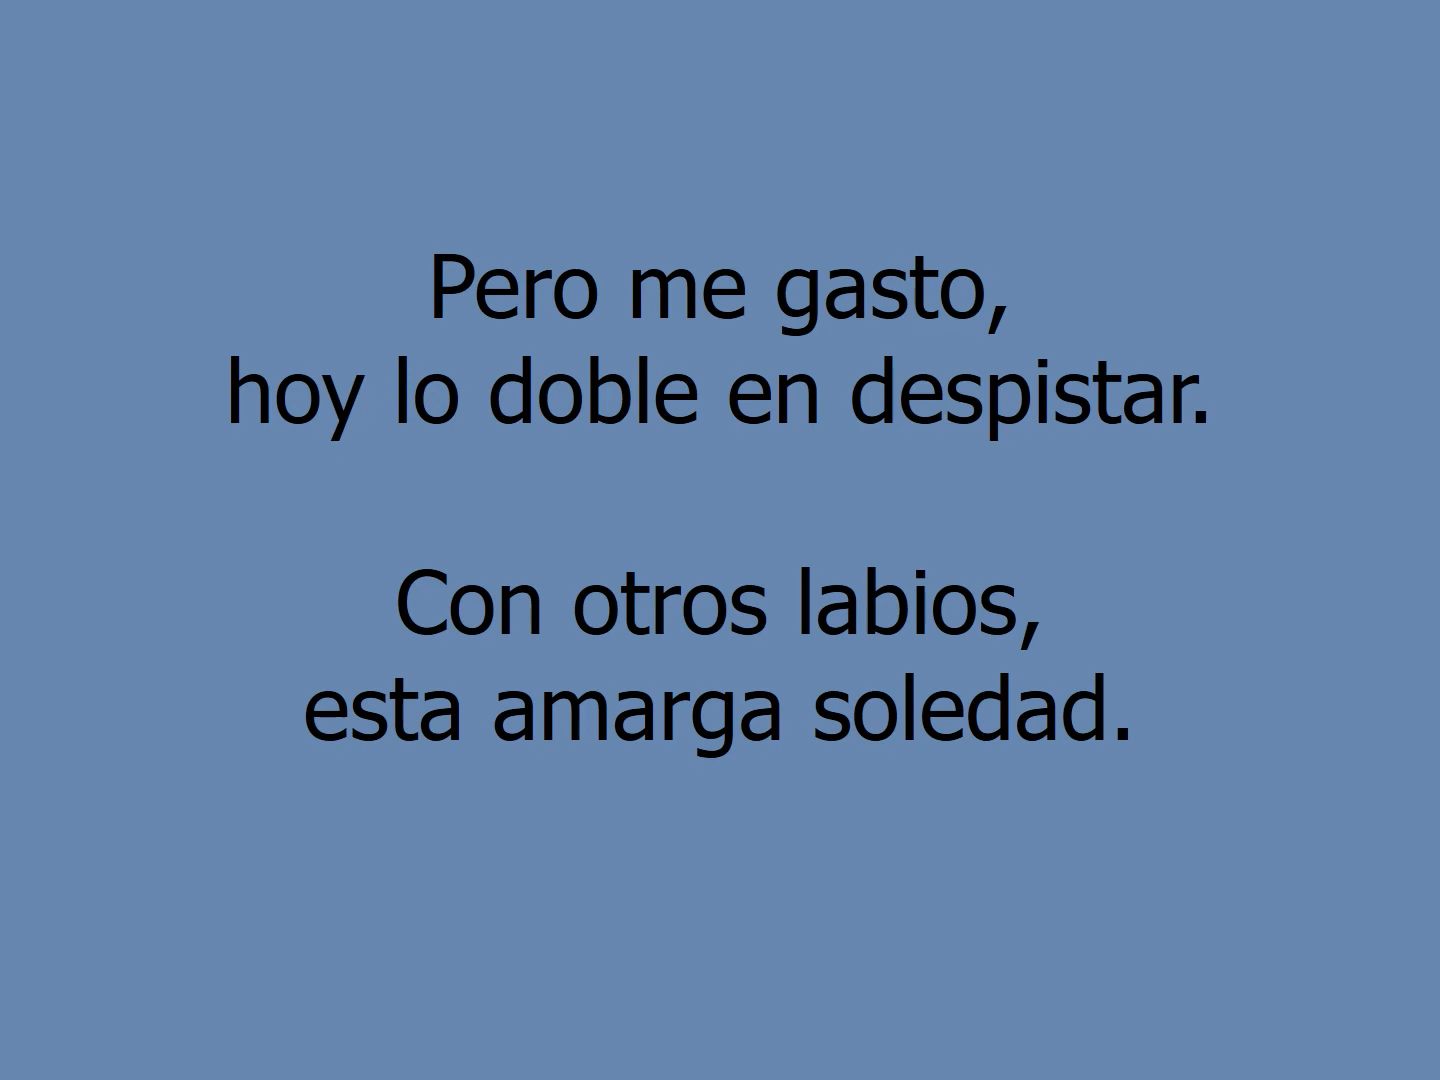 Pero me gasto,
hoy lo doble en despistar.
Con otros labios,
esta amarga soledad.